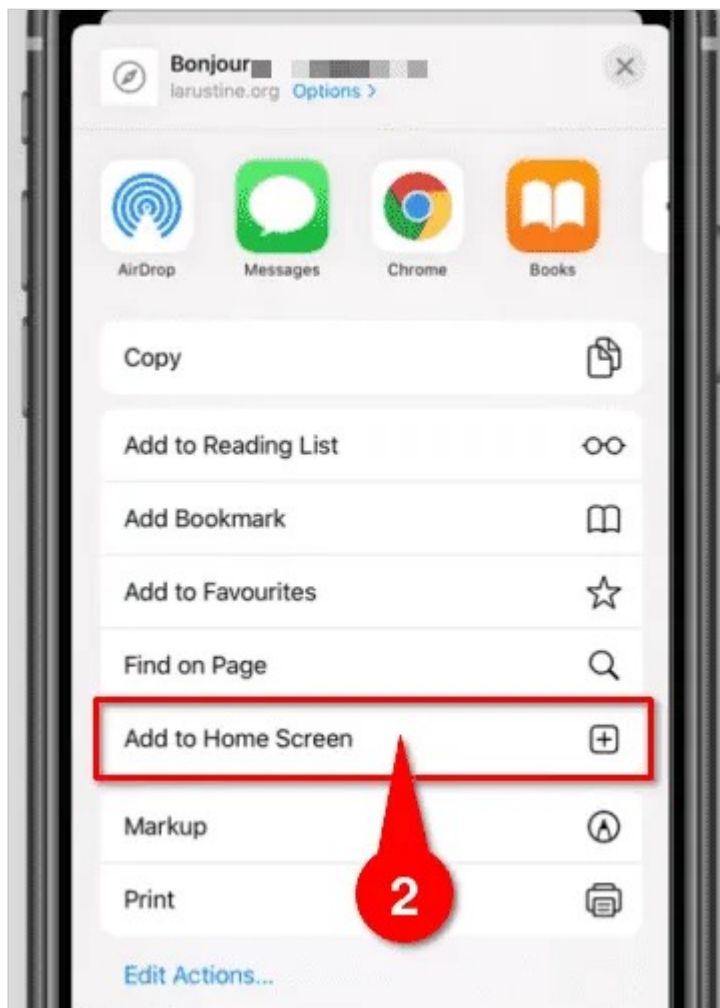 Bonjour
larustine.org Options >
AirDrop Messages Chrome Books
Copy
Add to Reading List
Add Bookmark
Add to Favourites
Find on Page
Add to Home Screen
Markup
2
Print
Edit Actions...